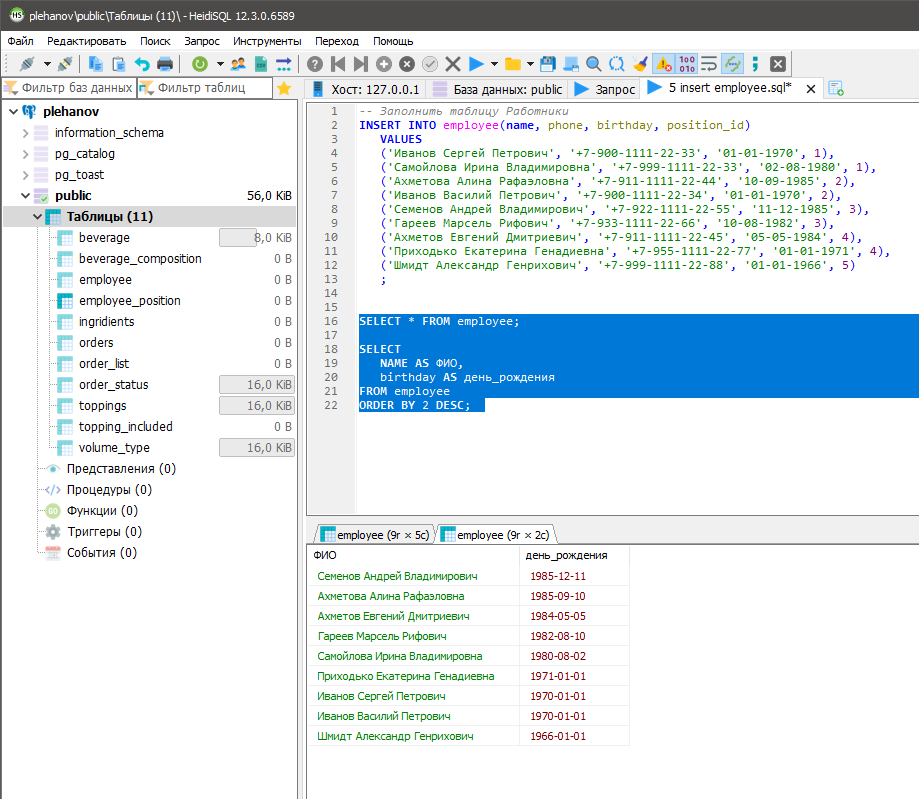 plehanov\public\Таблицы (11)\ - HeidiSQL 12.3.0.6589
Файл Редактировать Поиск Запрос Инструменты Переход Помощь
Фильтр баз данных Фильтр таблиц
Хост: 127.0.0.1 База данных: public Запрос 5 insert employee.sql*
plehanov
information_schema
pg_catalog
pg_toast
public 56,0 KiB
Таблицы (11)
beverage 8,0 KiB
beverage_composition 0 B
employee 0 B
employee_position 0 B
ingridients 0 B
orders 0 B
order_list 0 B
order_status 16,0 KiB
toppings 16,0 KiB
topping_included 0 B
volume_type 16,0 KiB
Представления (0)
Процедуры (0)
Функции (0)
Триггеры (0)
События (0)
1 -- Заполнить таблицу Работники
2 INSERT INTO employee(name, phone, birthday, position_id)
3 VALUES
4 ('Иванов Сергей Петрович', '+7-900-1111-22-33', '01-01-1970', 1),
5 ('Самойлова Ирина Владимировна', '+7-999-1111-22-33', '02-08-1980', 1),
6 ('Ахметова Алина Рафаэловна', '+7-911-1111-22-44', '10-09-1985', 2),
7 ('Иванов Василий Петрович', '+7-900-1111-22-34', '01-01-1970', 2),
8 ('Семенов Андрей Владимирович', '+7-922-1111-22-55', '11-12-1985', 3),
9 ('Гареев Марсель Рифович', '+7-933-1111-22-66', '10-08-1982', 3),
10 ('Ахметов Евгений Дмитриевич', '+7-911-1111-22-45', '05-05-1984', 4),
11 ('Приходько Екатерина Генадиевна', '+7-955-1111-22-77', '01-01-1971', 4),
12 ('Шмидт Александр Генрихович', '+7-999-1111-22-88', '01-01-1966', 5)
13 ;
14
15
16 SELECT * FROM employee;
17
18 SELECT
19 NAME AS ФИО,
20 birthday AS день_рождения
21 FROM employee
22 ORDER BY 2 DESC;
employee (9r × 5c) employee (9r × 2c)
ФИО день_рождения
Семенов Андрей Владимирович 1985-12-11
Ахметова Алина Рафаэловна 1985-09-10
Ахметов Евгений Дмитриевич 1984-05-05
Гареев Марсель Рифович 1982-08-10
Самойлова Ирина Владимировна 1980-08-02
Приходько Екатерина Генадиевна 1971-01-01
Иванов Сергей Петрович 1970-01-01
Иванов Василий Петрович 1970-01-01
Шмидт Александр Генрихович 1966-01-01